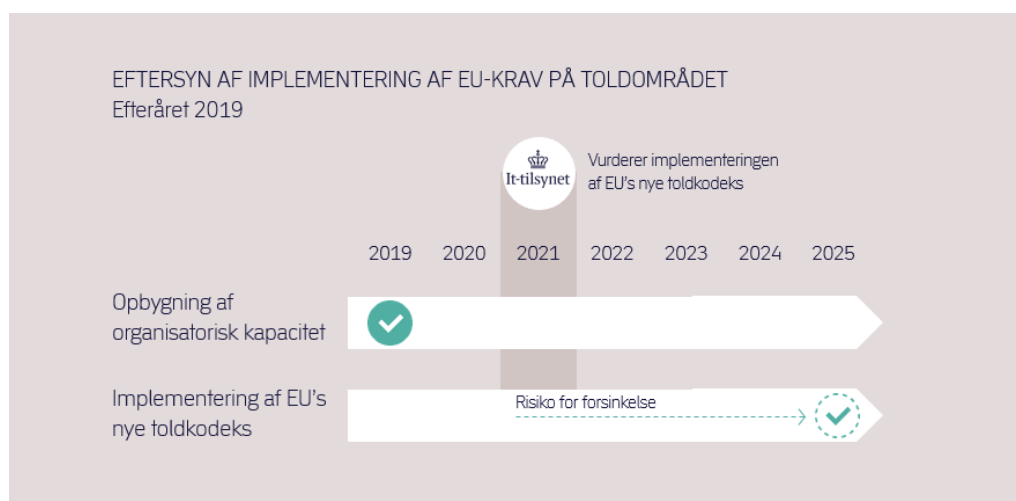 EFTERSYN AF IMPLEMENTERING AF EU-KRAV PÅ TOLDOMRÅDET
Efteråret 2019
It-tilsynet
Vurderer implementeringen
af EU's nye toldkodeks
2019 2020 2021 2022 2023 2024 2025
Opbygning af
organisatorisk kapacitet
Implementering af EU's
nye toldkodeks
Risiko for forsinkelse